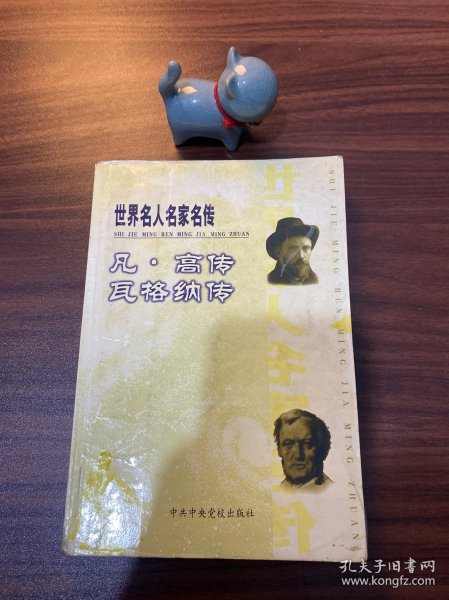 世界名人名家名传
SHI JIE MING REN MING JIA MING ZHUAN
凡·高传
瓦格纳传
SHI JIE MING REN MING JIA MING ZHUAN
中共中央党校出版社
孔夫子旧书网
www.kongfz.com